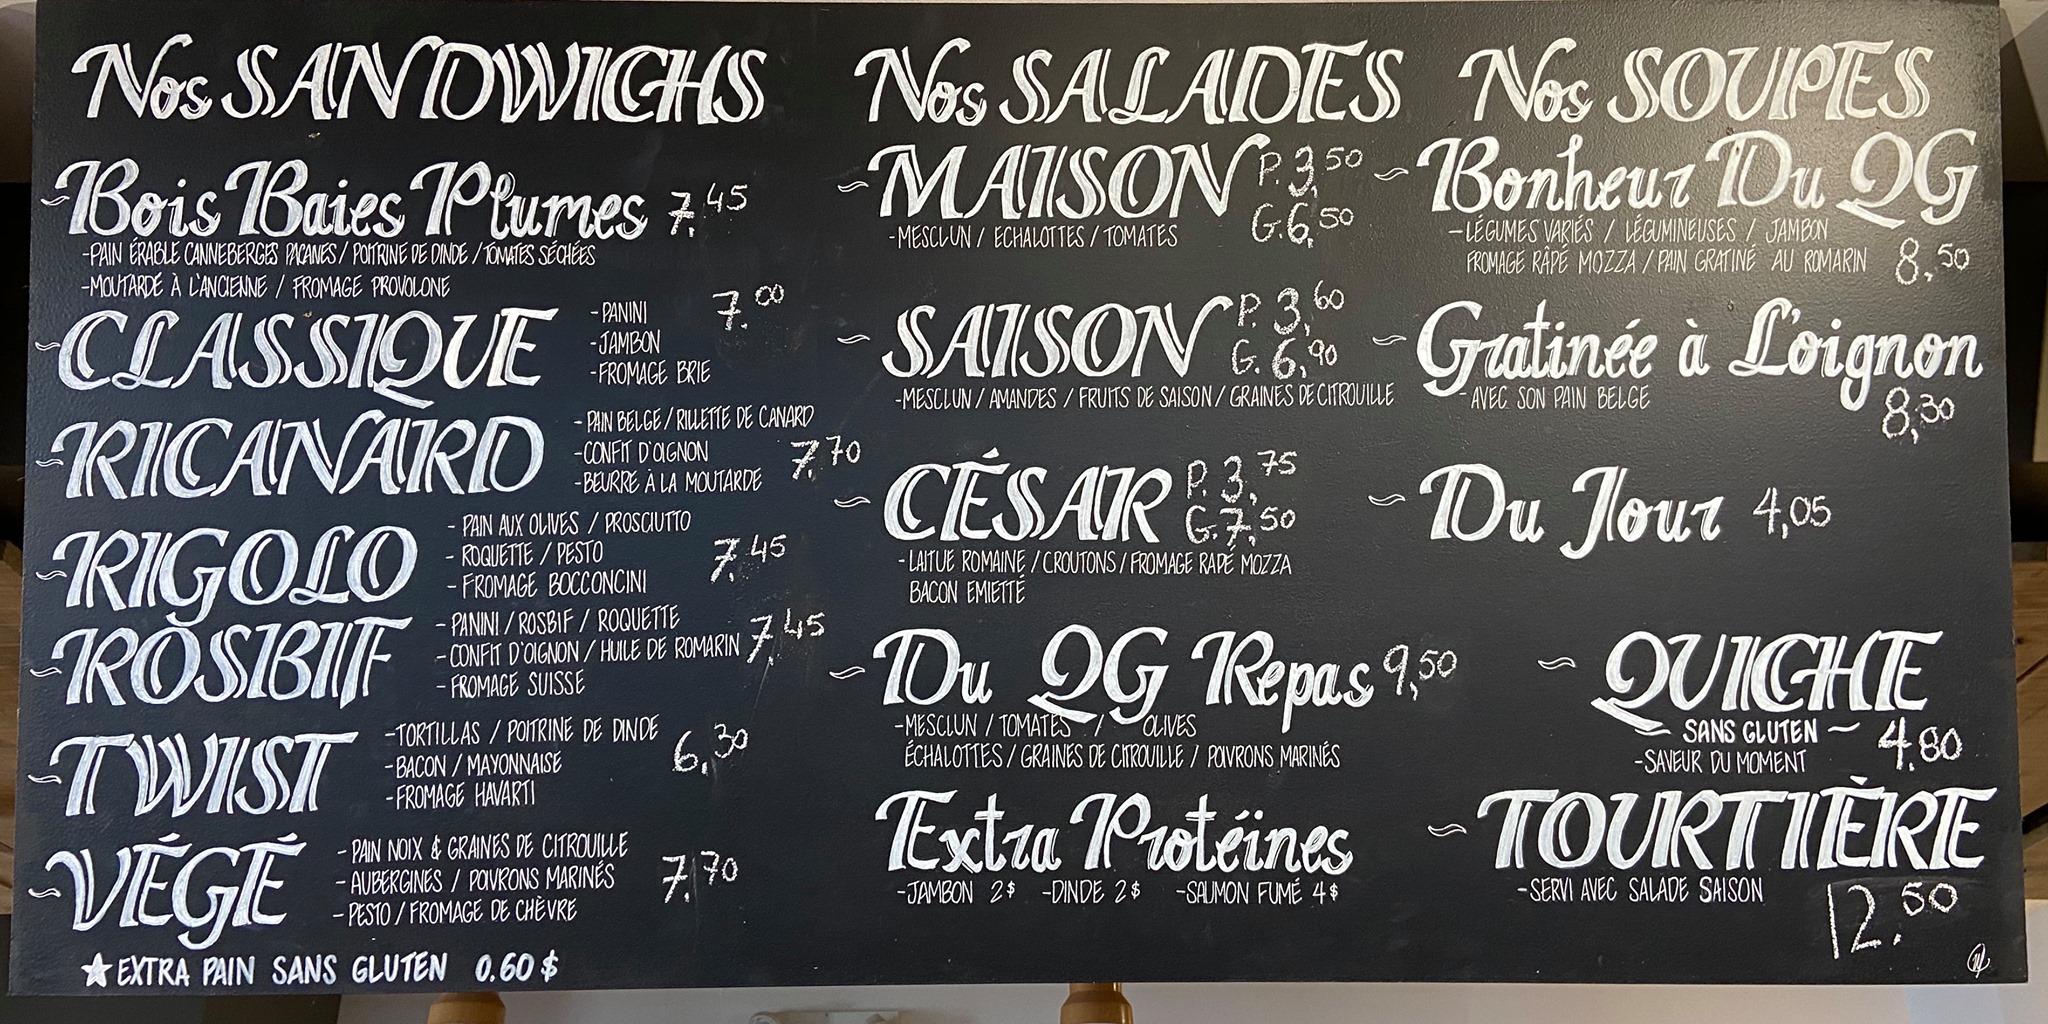 Nos SANDWICHS
~Bois Baies Plumes 7.45
-PAIN ÉRABLE CANNEBERGES PACANES / POITRINE DE DINDE / TOMATES SÉCHÉES
-MOUTARDE À L'ANCIENNE / FROMAGE PROVOLONE
~CLASSIQUE 7.00
-PANINI
-JAMBON
-FROMAGE BRIE
~RICANARD 7.70
-PAIN BELGE / RILLETTE DE CANARD
-CONFIT D'OIGNON
-BEURRE À LA MOUTARDE
~RIGOLO 7.45
- PAIN AUX OLIVES / PROSCIUTTO
- ROQUETTE / PESTO
- FROMAGE BOCCONCINI
~ROSBIF 7.45
- PANINI / ROSBIF / ROQUETTE
- CONFIT D'OIGNON / HUILE DE ROMARIN
- FROMAGE SUISSE
~TWIST 6,30
-TORTILLAS / POITRINE DE DINDE
-BACON / MAYONNAISE
-FROMAGE HAVARTI
~VÉGÉ 7.70
- PAIN NOIX & GRAINES DE CITROUILLE
- AUBERGINES / POIVRONS MARINÉS
- PESTO / FROMAGE DE CHÈVRE
★ EXTRA PAIN SANS GLUTEN 0.60 $
Nos SALADES
~MAISON P. 3,50
G. 6,50
-MESCLUN / ECHALOTTES / TOMATES
~SAISON P. 3,60
G. 6,90
-MESCLUN / AMANDES / FRUITS DE SAISON / GRAINES DE CITROUILLE
~CÉSAR P. 3,75
G. 7,50
-LAITUE ROMAINE / CROUTONS / FROMAGE RAPÉ MOZZA
BACON EMIETTÉ
~Du QG Repas 9,50
-MESCLUN / TOMATES / OLIVES
ÉCHALOTTES / GRAINES DE CITROUILLE / POIVRONS MARINÉS
Extra Protéines
-JAMBON 2$ -DINDE 2$ -SAUMON FUMÉ 4$
Nos SOUPES
~Bonheur Du QG
-LÉGUMES VARIÉS / LÉGUMINEUSES / JAMBON
FROMAGE RÂPÉ MOZZA / PAIN GRATINÉ AU ROMARIN 8,50
~Gratinée à L'oignon
-AVEC SON PAIN BELGE
8,30
~Du Jour 4,05
~QUICHE
~ SANS GLUTEN ~ 4.80
-SAVEUR DU MOMENT
~TOURTIÈRE
-SERVI AVEC SALADE SAISON
12.50